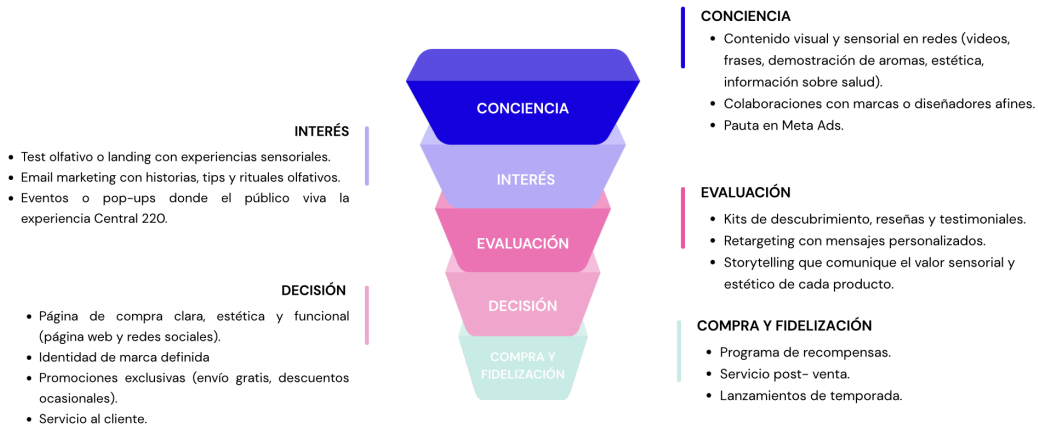 CONCIENCIA
• Contenido visual y sensorial en redes (videos,
frases, demostración de aromas, estética,
información sobre salud).
• Colaboraciones con marcas o diseñadores afines.
• Pauta en Meta Ads.
INTERÉS
• Test olfativo o landing con experiencias sensoriales.
• Email marketing con historias, tips y rituales olfativos.
• Eventos o pop-ups donde el público viva la
experiencia Central 220.
EVALUACIÓN
• Kits de descubrimiento, reseñas y testimoniales.
• Retargeting con mensajes personalizados.
• Storytelling que comunique el valor sensorial y
estético de cada producto.
DECISIÓN
• Página de compra clara, estética y funcional
(página web y redes sociales).
• Identidad de marca definida
• Promociones exclusivas (envío gratis, descuentos
ocasionales).
• Servicio al cliente.
COMPRA Y FIDELIZACIÓN
• Programa de recompensas.
• Servicio post- venta.
• Lanzamientos de temporada.
CONCIENCIA
INTERÉS
EVALUACIÓN
DECISIÓN
COMPRA Y
FIDELIZACIÓN